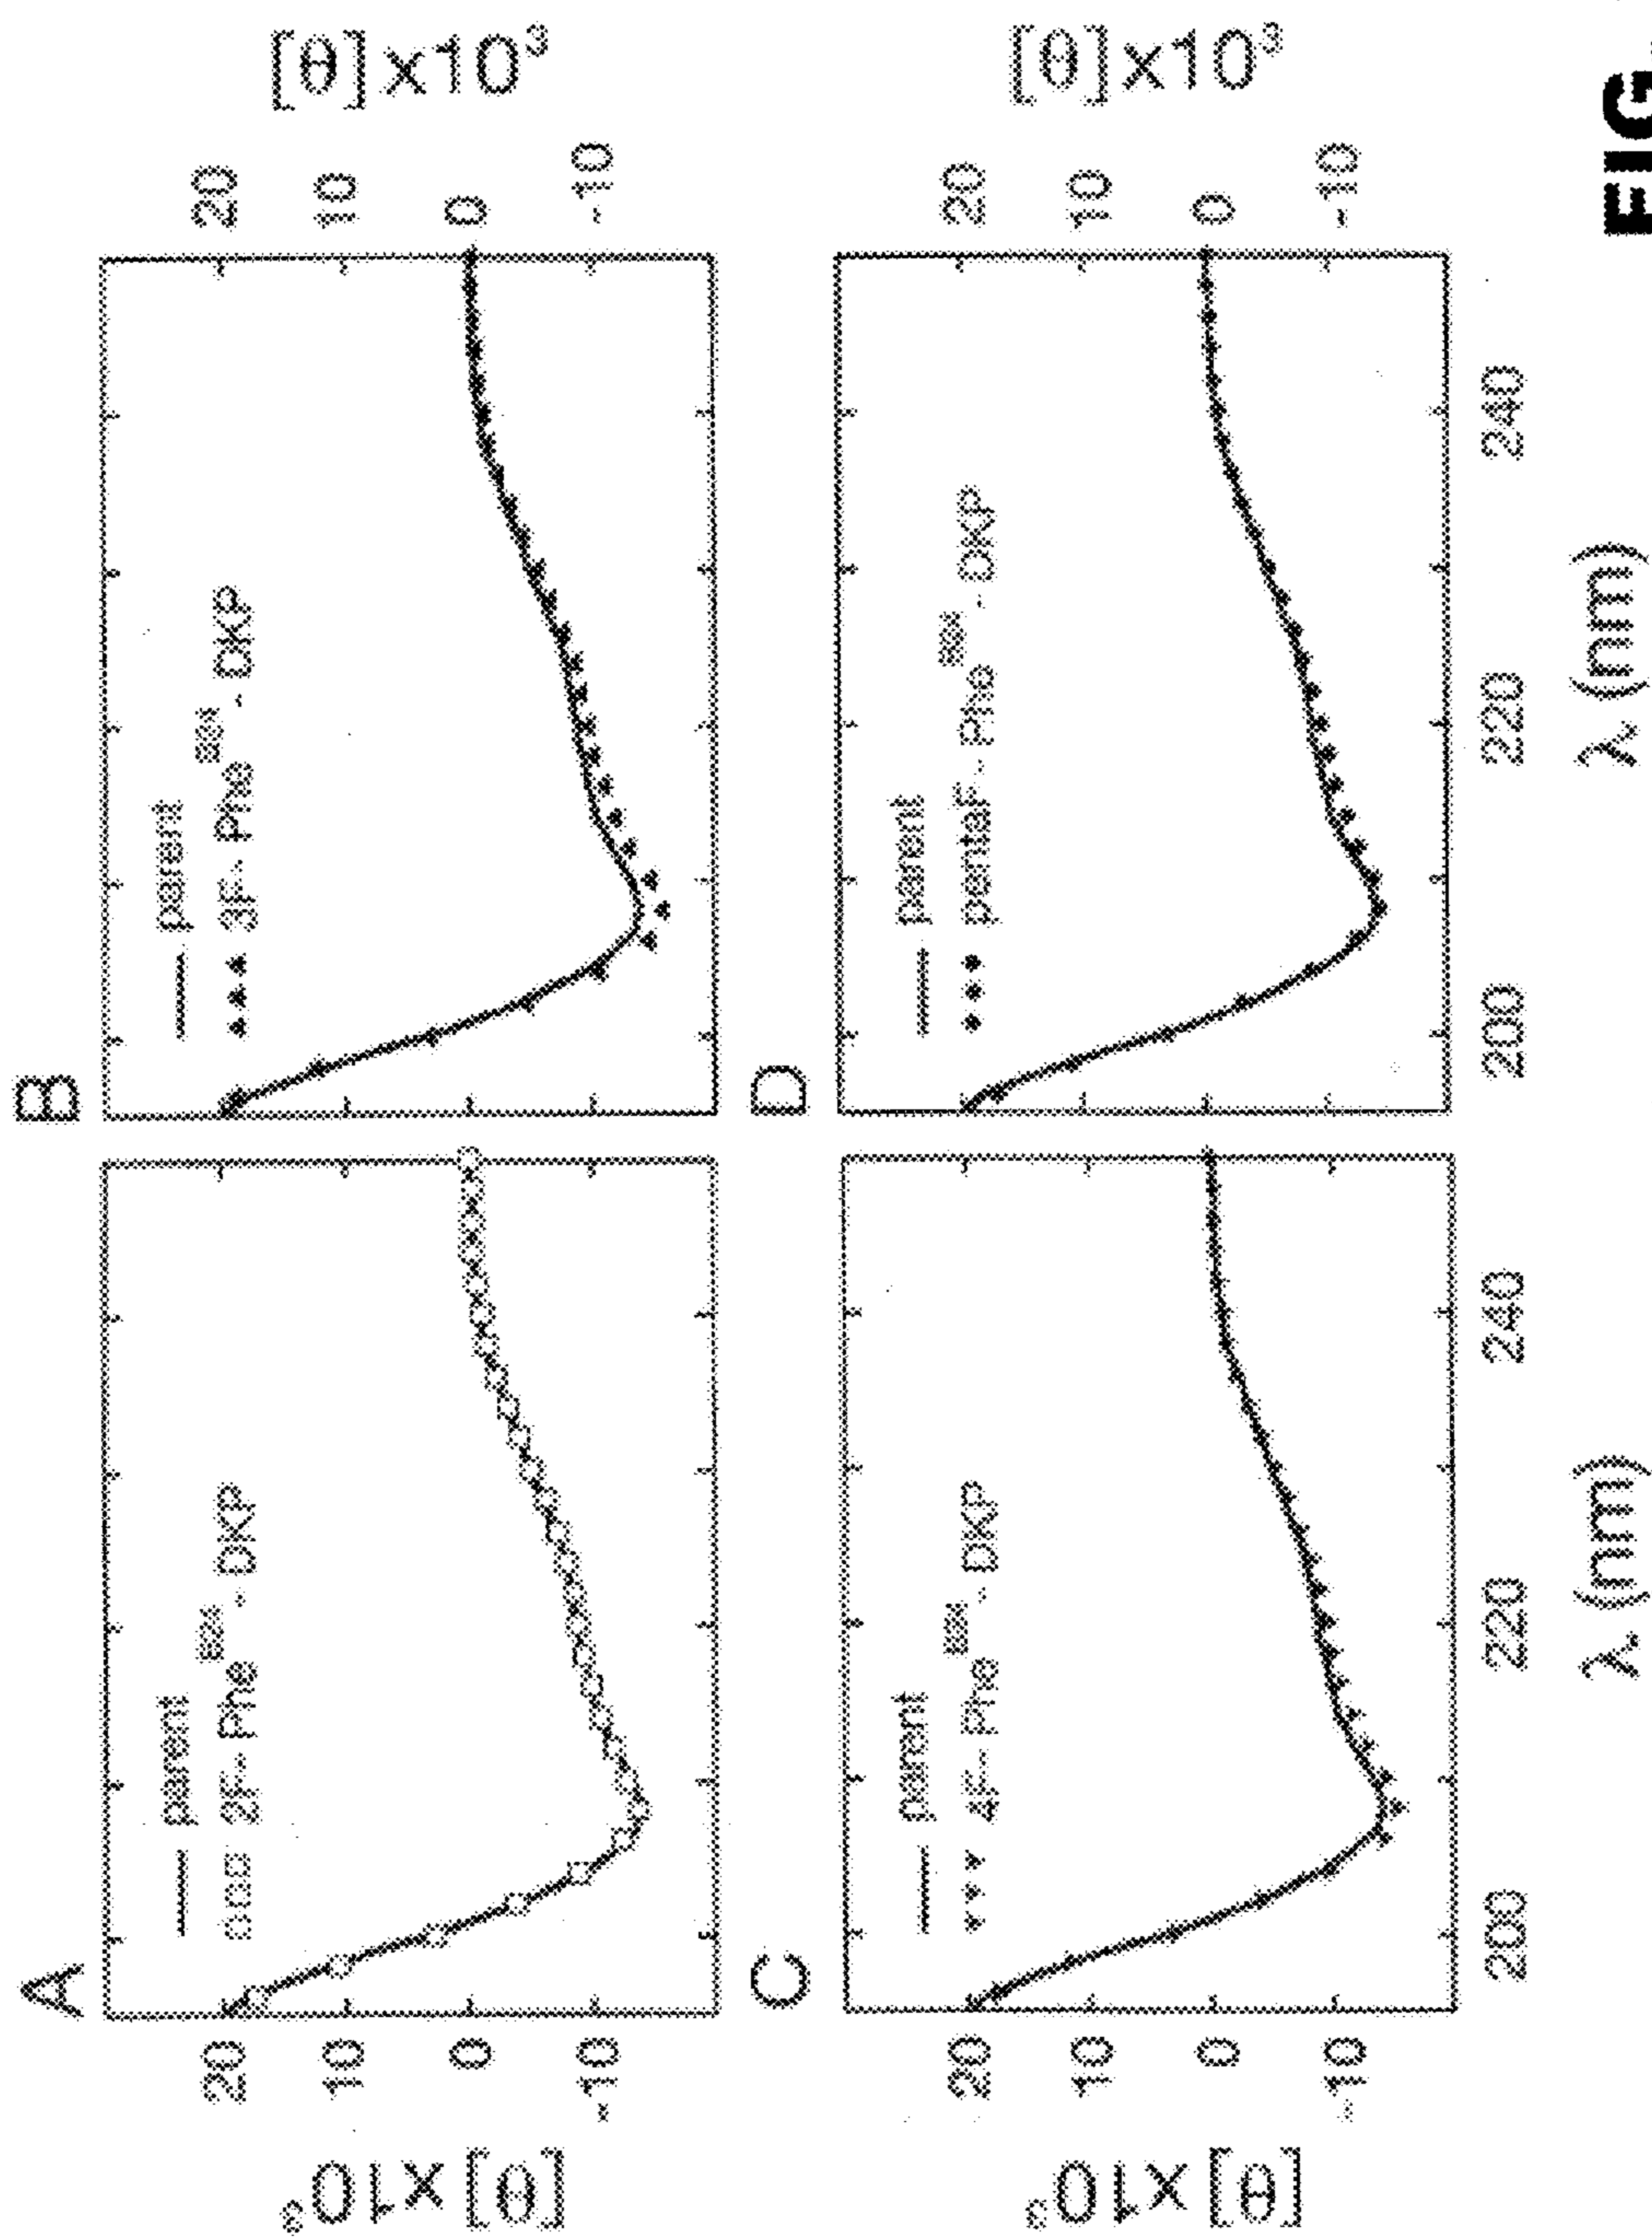 A
B
[θ]x10³
20
10
0
-10
parent
2F-Phe
-DKP
[θ]x10³
20
10
0
-10
parent
3F-Phe
-DKP
C
D
[θ]x10³
20
10
0
-10
parent
4F-Phe
-DKP
200
220
240
λ (nm)
[θ]x10³
20
10
0
-10
parent
pentaF-Phe
-DKP
200
220
240
λ (nm)
FIG.